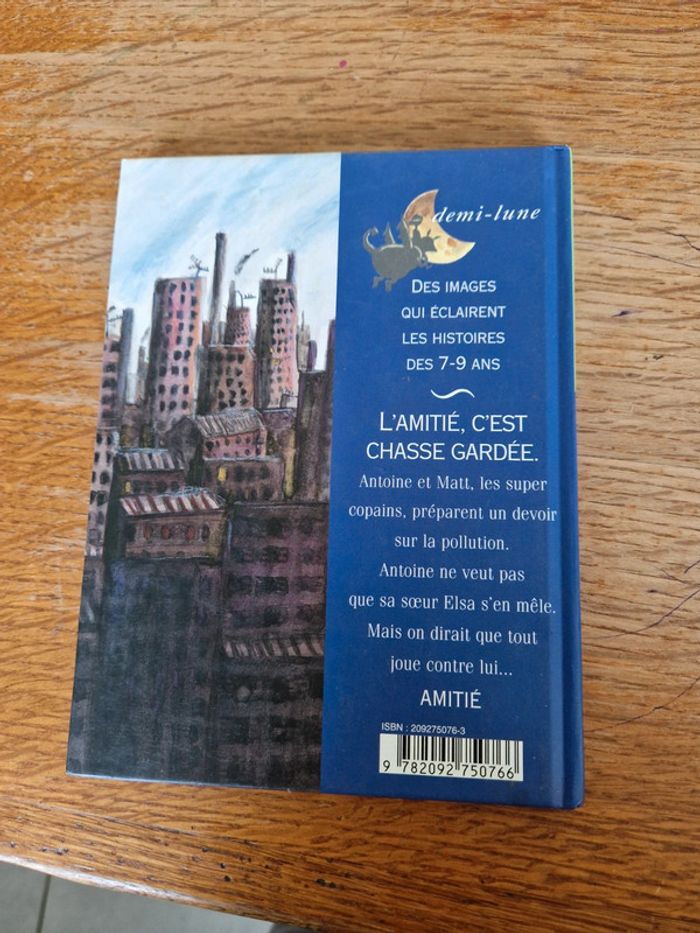 demi-lune
DES IMAGES
QUI ÉCLAIRENT
LES HISTOIRES
DES 7-9 ANS
L'AMITIÉ, C'EST
CHASSE GARDÉE.
Antoine et Matt, les super
copains, préparent un devoir
sur la pollution.
Antoine ne veut pas
que sa sœur Elsa s'en mêle.
Mais on dirait que tout
joue contre lui...
AMITIÉ
ISBN : 209275076-3
9 782092 750766